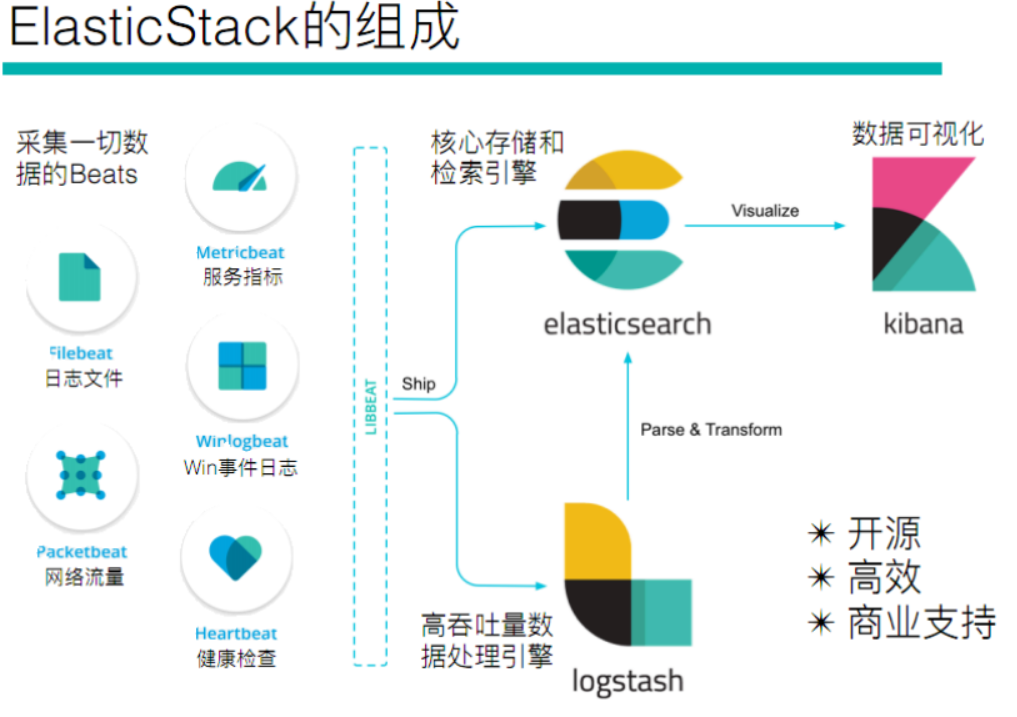 ElasticStack的组成
采集一切数
据的Beats
Metricbeat
服务指标
Filebeat
日志文件
Winlogbeat
Win事件日志
Packetbeat
网络流量
Heartbeat
健康检查
LIBBEAT
Ship
核心存储和
检索引擎
elasticsearch
Visualize
数据可视化
kibana
Parse & Transform
高吞吐量数
据处理引擎
logstash
✴ 开源
✴ 高效
✴ 商业支持